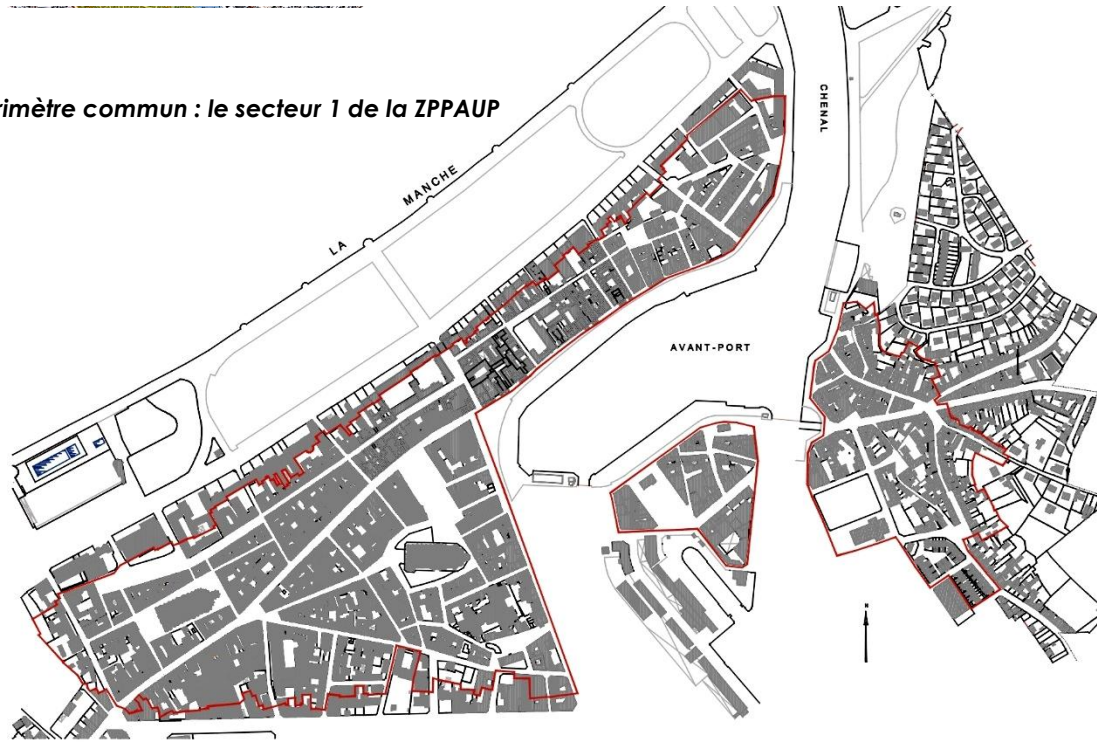 rimètre commun : le secteur 1 de la ZPPAUP
CHENAL
LA MANCHE
AVANT-PORT
N